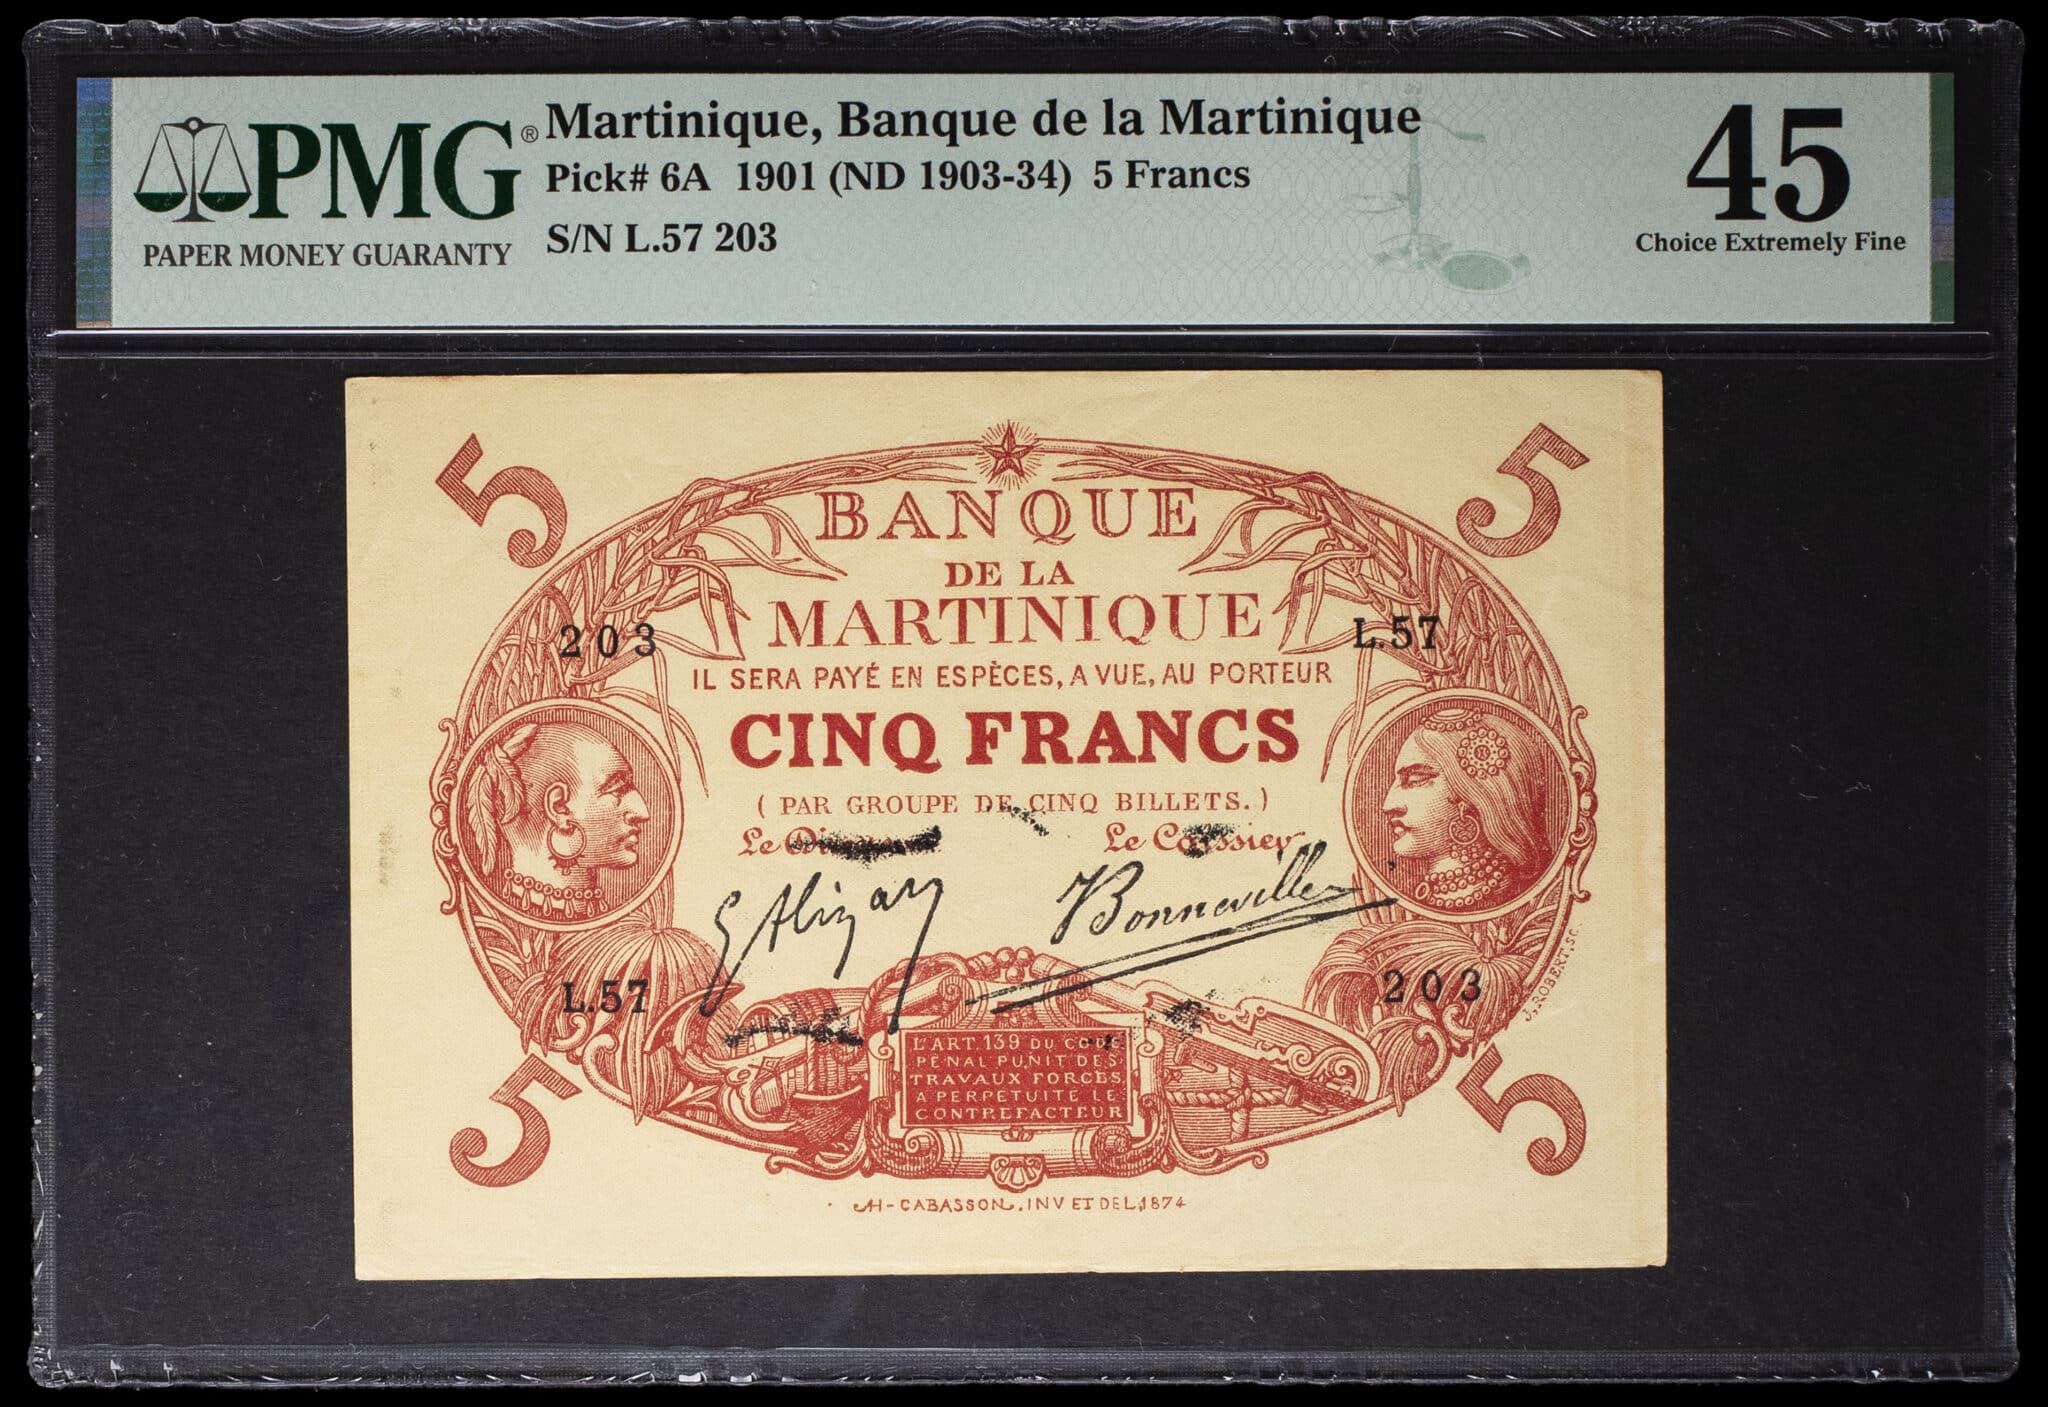 PMG ® Martinique, Banque de la Martinique
Pick# 6A 1901 (ND 1903-34) 5 Francs
S/N L.57 203
PAPER MONEY GUARANTY
45
Choice Extremely Fine
5 5
BANQUE
DE LA
MARTINIQUE
203 L.57
IL SERA PAYÉ EN ESPÈCES, A VUE, AU PORTEUR
CINQ FRANCS
( PAR GROUPE DE CINQ BILLETS. )
Le Le Caissier
G Alizary Bonneville
L.57 203
J. ROBERT, SC.
L'ART. 139 DU CODE
PÉNAL PUNIT DES
TRAVAUX FORCÉS
A PERPÉTUITÉ LE
CONTREFACTEUR
5 5
H-CABASSON. INV ET DEL, 1874